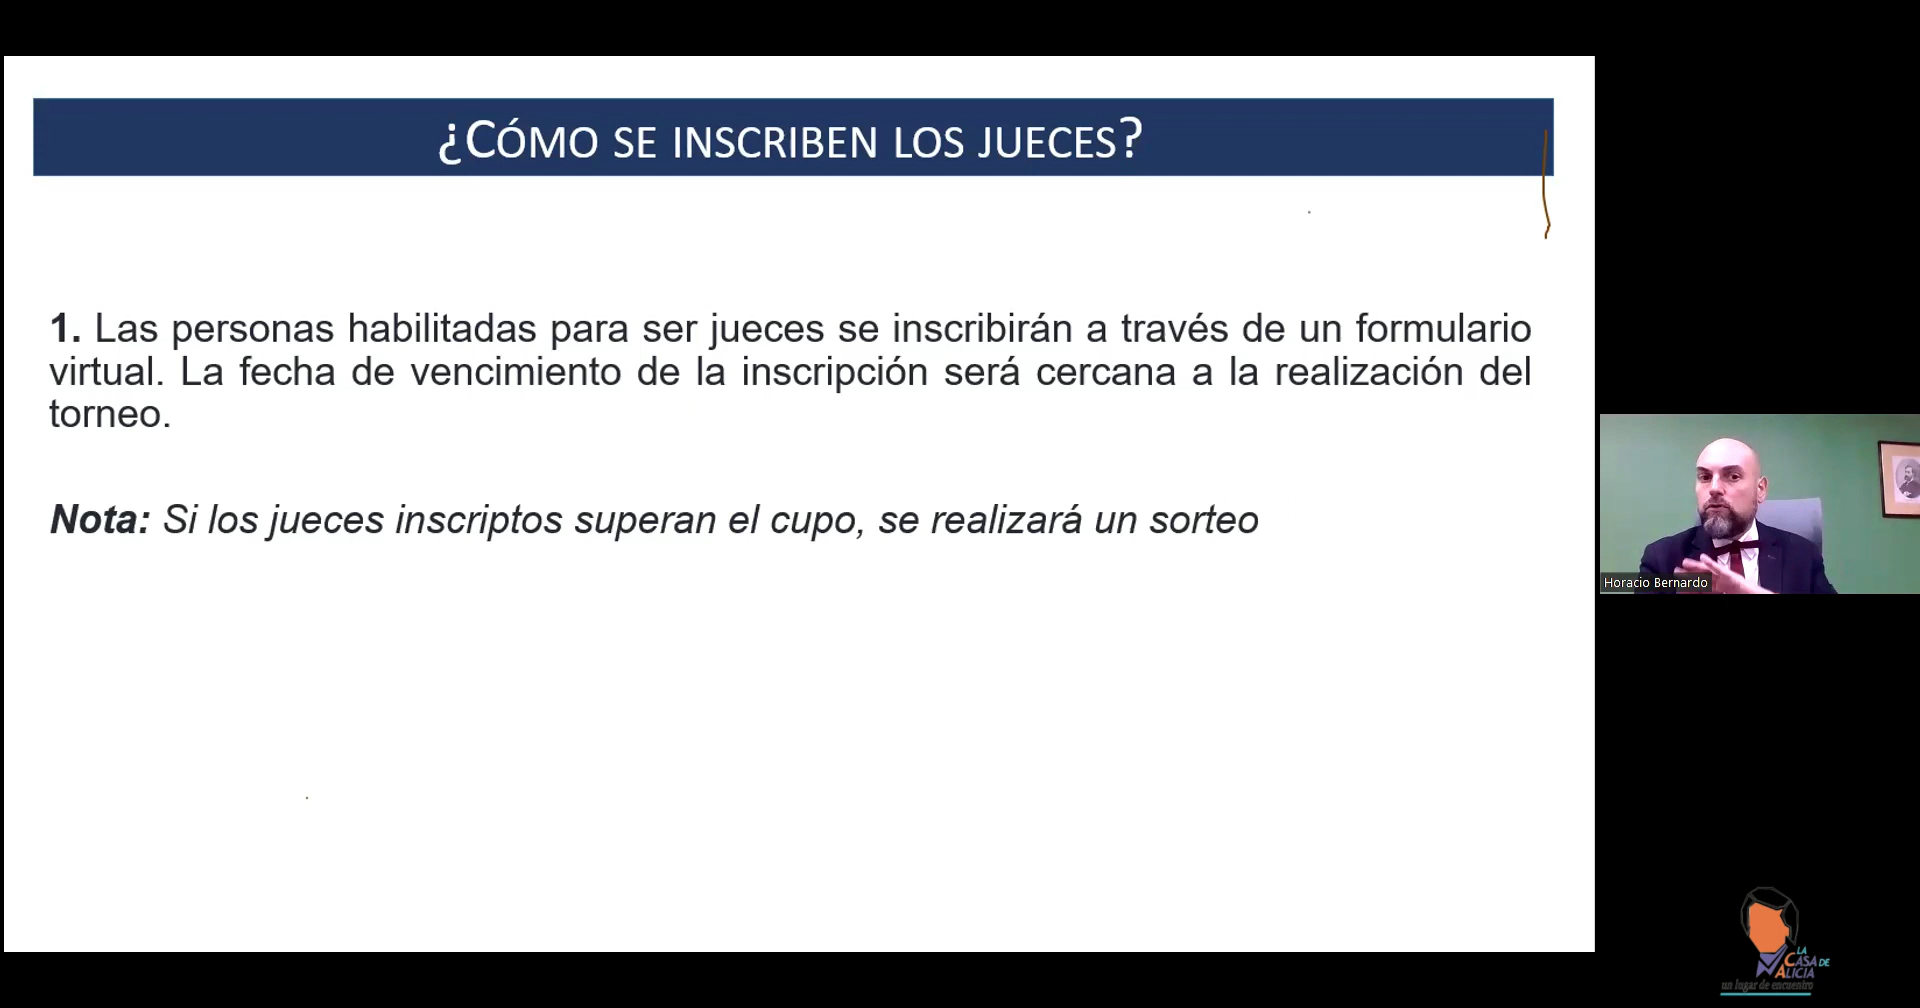 ¿CÓMO SE INSCRIBEN LOS JUECES?
1. Las personas habilitadas para ser jueces se inscribirán a través de un formulario
virtual. La fecha de vencimiento de la inscripción será cercana a la realización del
torneo.
Nota: Si los jueces inscriptos superan el cupo, se realizará un sorteo
Horacio Bernardo
LA
CASA DE
ALICIA
un lugar de encuentro